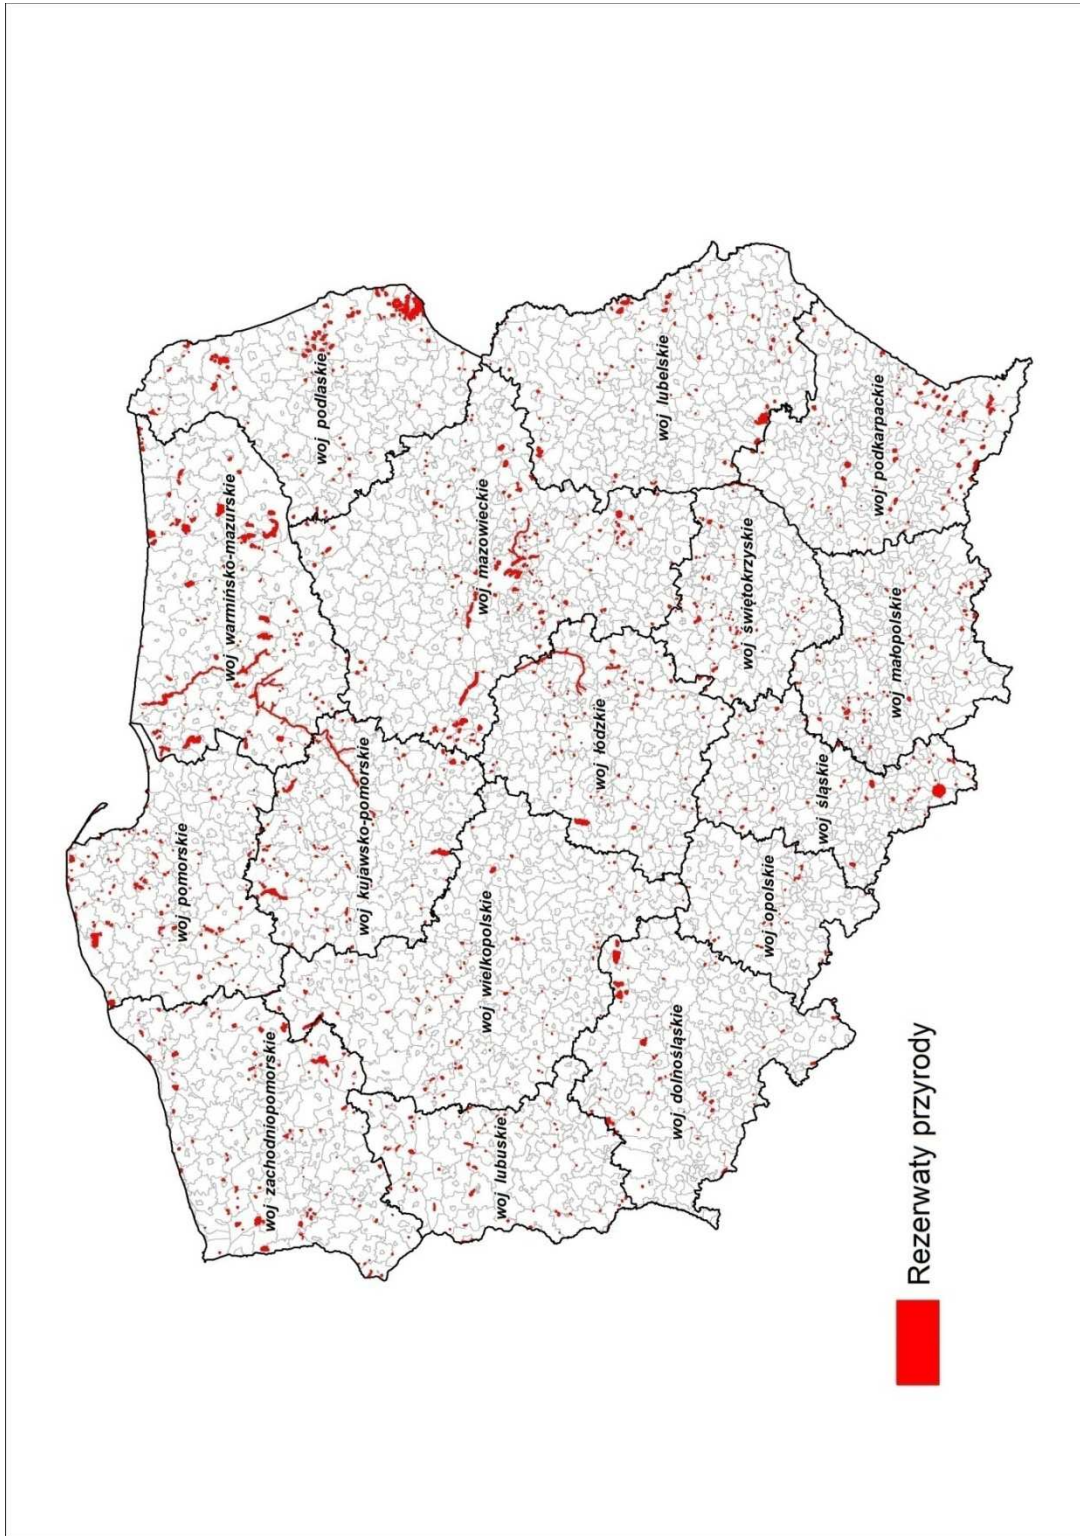 woj pomorskie
woj warmińsko-mazurskie
woj podlaskie
woj zachodniopomorskie
woj kujawsko-pomorskie
woj mazowieckie
woj wielkopolskie
woj lubuskie
woj łódzkie
woj lubelskie
woj dolnośląskie
woj świętokrzyskie
woj opolskie
woj śląskie
woj małopolskie
woj podkarpackie
Rezerwaty przyrody